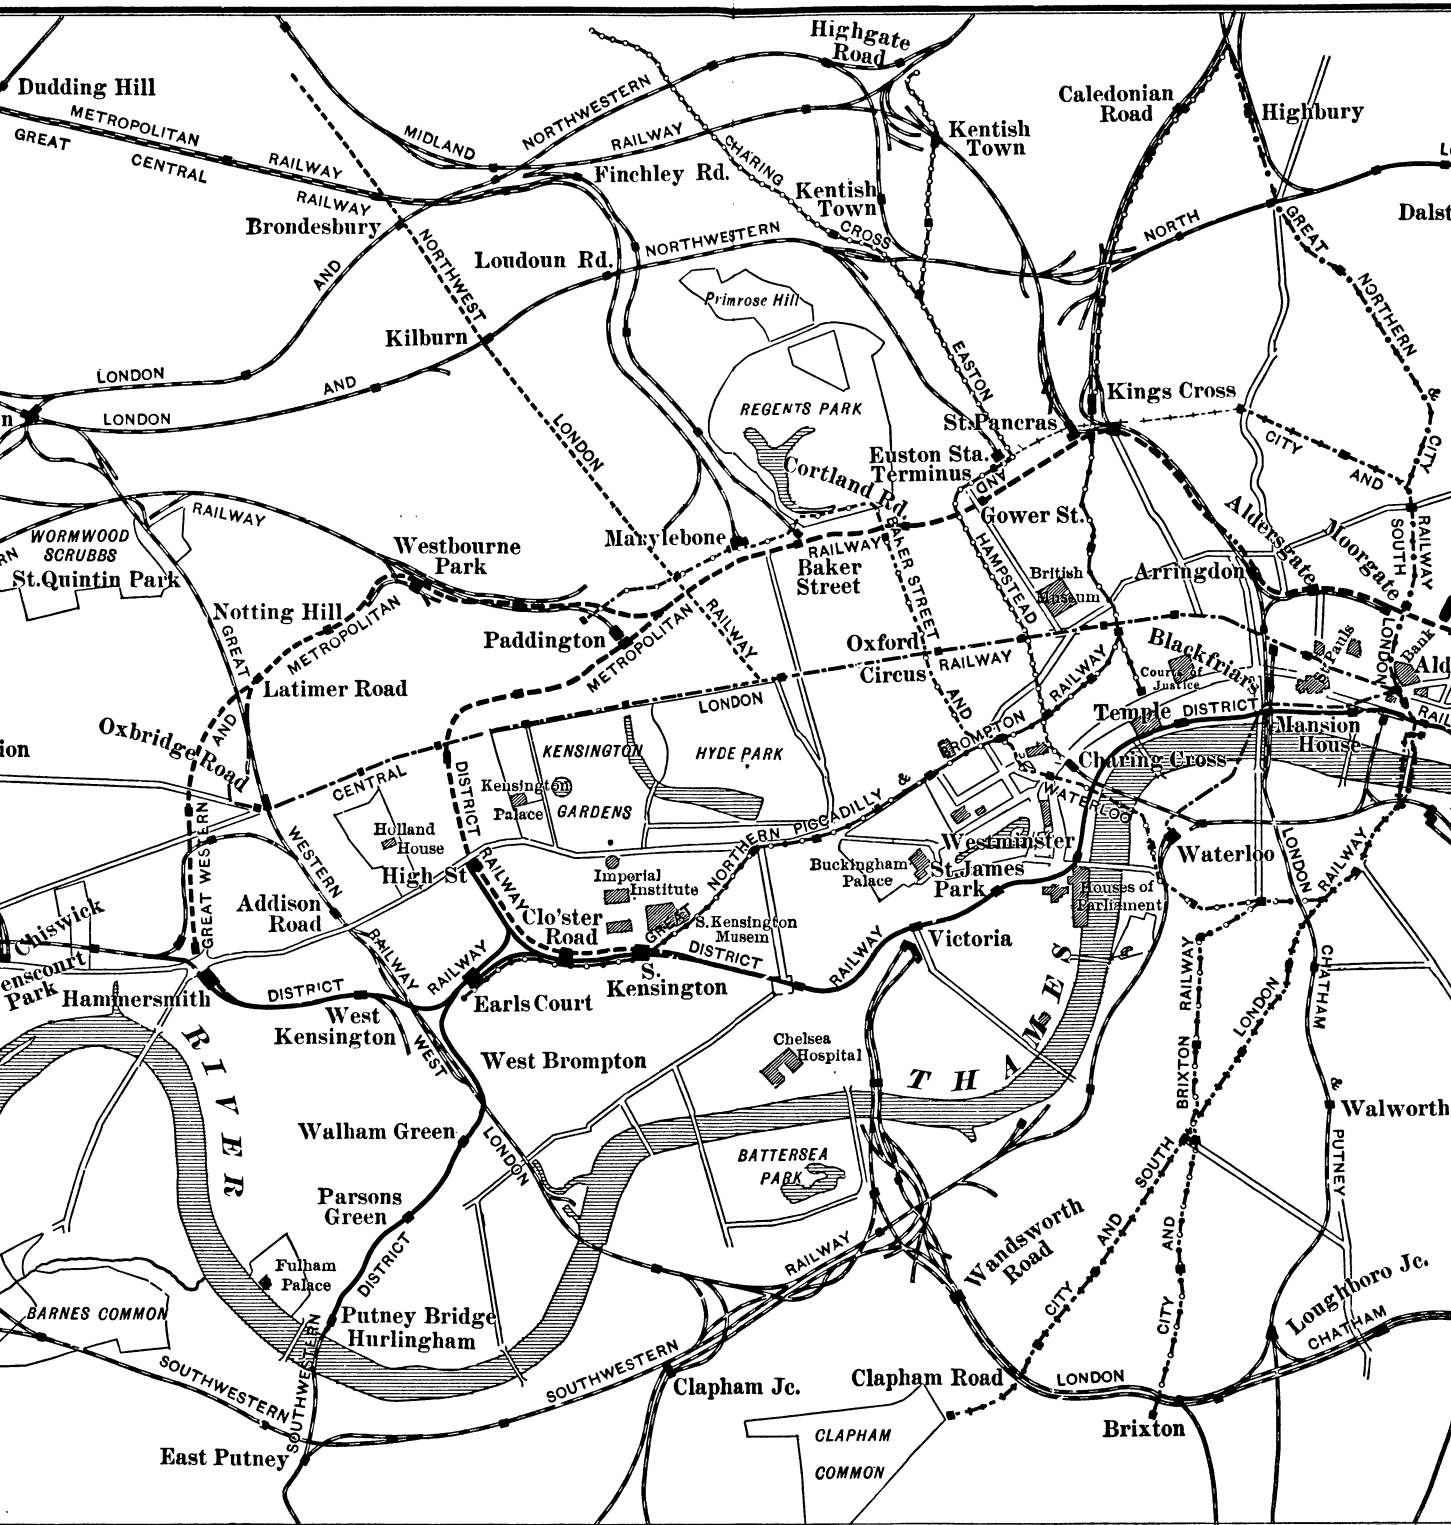 Highgate
Road
Dudding Hill
METROPOLITAN
RAILWAY
GREAT
CENTRAL
RAILWAY
MIDLAND
NORTHWESTERN
RAILWAY
CHARING
CROSS
Caledonian
Road
Highbury
Kentish
Town
Finchley Rd.
Kentish
Town
Brondesbury
NORTHWEST
LONDON
RAILWAY
Loudoun Rd.
NORTHWESTERN
NORTH
GREAT
NORTHERN
&
CITY
RAILWAY
Dalst
AND
Primrose Hill
Kilburn
LONDON
AND
LONDON
EASTON
AND
HAMPSTEAD
REGENTS PARK
Kings Cross
St. Pancras
CITY
AND
SOUTH
LONDON
n
Euston Sta.
Terminus
Cortland Rd.
Gower St.
RAILWAY
WORMWOOD
SCRUBBS
St. Quintin Park
RN
Westbourne
Park
Marylebone
RAILWAY
Baker
Street
BAKER STREET
AND
WATERLOO
British
Museum
Arringdon
Aldersgate
Moorgate
Notting Hill
METROPOLITAN
Paddington
METROPOLITAN
Oxford
Circus
RAILWAY
Blackfriars
St. Pauls
Bank
Ald
Courts of
Justice
GREAT
AND
WESTERN
RAILWAY
Latimer Road
LONDON
CENTRAL
BROMPTON
RAILWAY
Temple
DISTRICT
Mansion
House
RAIL
Oxbridge Road
ion
KENSINGTON
GARDENS
HYDE PARK
Kensington
Palace
Charing Cross
DISTRICT
RAILWAY
Holland
House
High St
GREAT WESTERN
GREAT
NORTHERN
PICCADILLY
&
Buckingham
Palace
Westminster
St. James
Park
Waterloo
LONDON
CHATHAM
&
PUTNEY
RAILWAY
Imperial
Institute
Houses of
Parliament
Addison
Road
Clo'ster
Road
S. Kensington
Musem
Chiswick
enscourt
Park
Hammersmith
DISTRICT
RAILWAY
West
Kensington
Earls Court
S.
Kensington
DISTRICT
RAILWAY
Victoria
&
RAILWAY
BRIXTON
AND
CITY
LONDON
SOUTH
AND
CITY
RIVER
THAMES
WEST
LONDON
West Brompton
Chelsea
Hospital
Walworth
Walham Green
BATTERSEA
PARK
Parsons
Green
DISTRICT
RAILWAY
Wandsworth
Road
Fulham
Palace
Loughboro Jc.
CHATHAM
BARNES COMMON
Putney Bridge
Hurlingham
SOUTHWESTERN
SOUTHWESTERN
SOUTHWESTERN
Clapham Jc.
Clapham Road
LONDON
Brixton
East Putney
CLAPHAM
COMMON